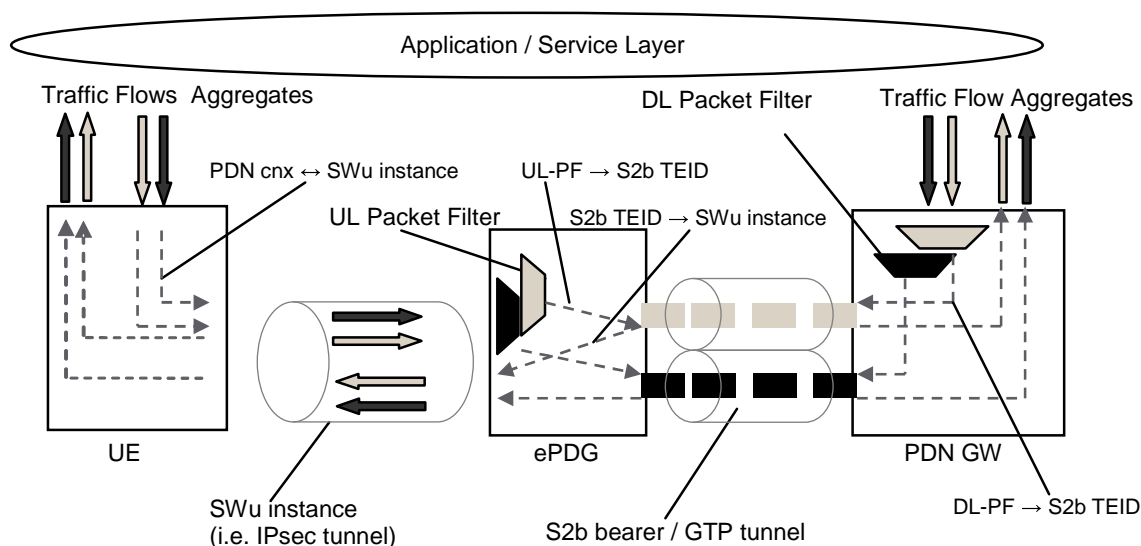 Application / Service Layer
Traffic Flows Aggregates
DL Packet Filter
Traffic Flow Aggregates
PDN cnx ↔ SWu instance
UL-PF → S2b TEID
UL Packet Filter
S2b TEID → SWu instance
UE
ePDG
PDN GW
SWu instance
(i.e. IPsec tunnel)
S2b bearer / GTP tunnel
DL-PF → S2b TEID